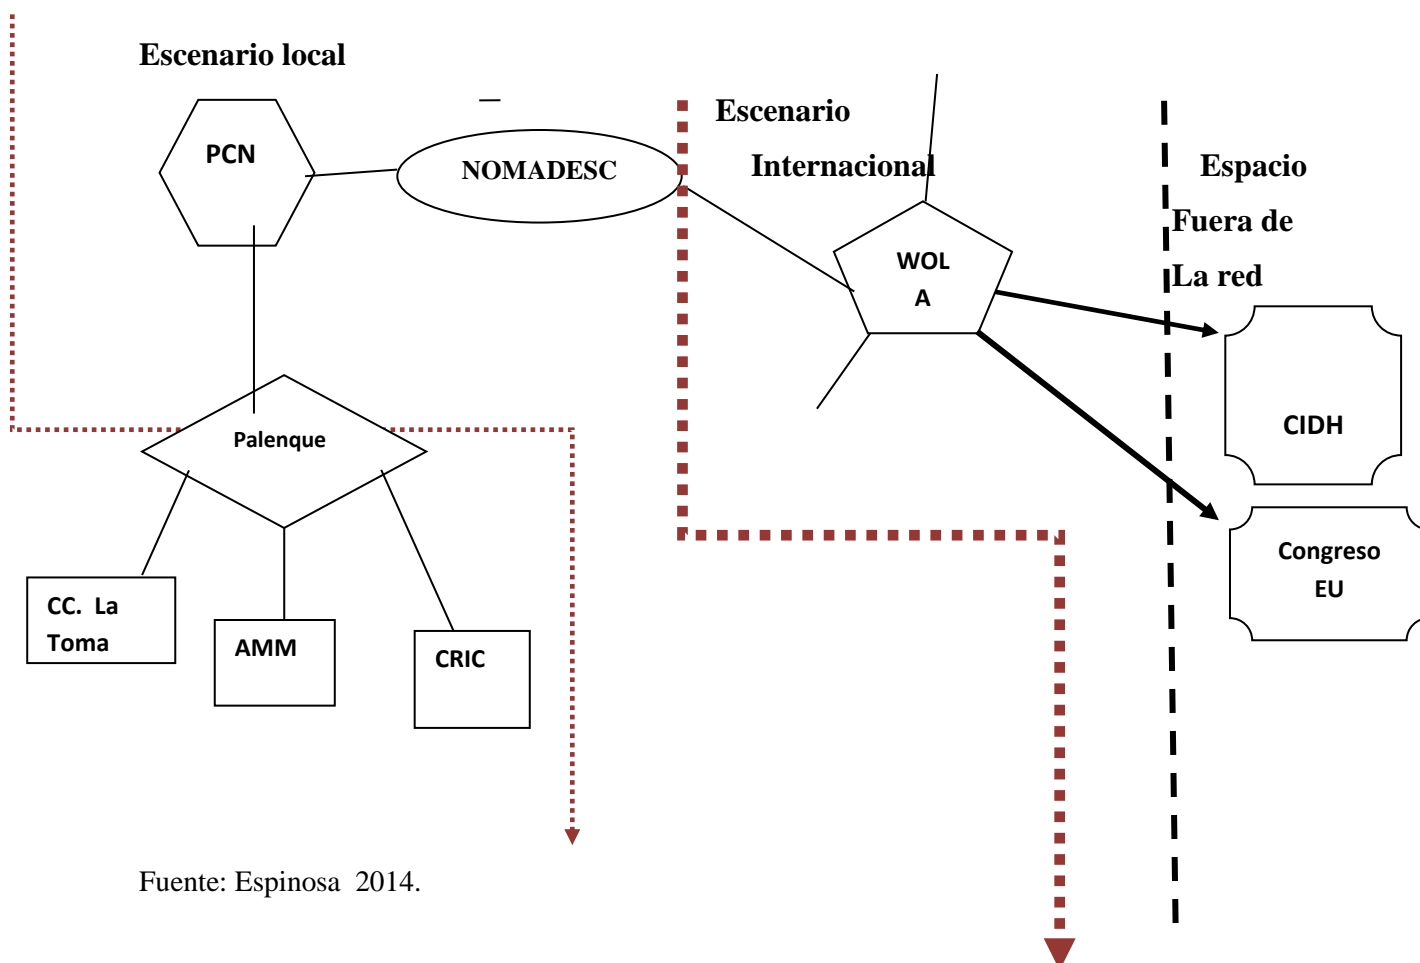 Escenario local
Escenario
Internacional
Espacio
Fuera de
La red
PCN
NOMADESC
WOL
A
CIDH
Palenque
Congreso
EU
CC. La
Toma
AMM
CRIC
Fuente: Espinosa 2014.